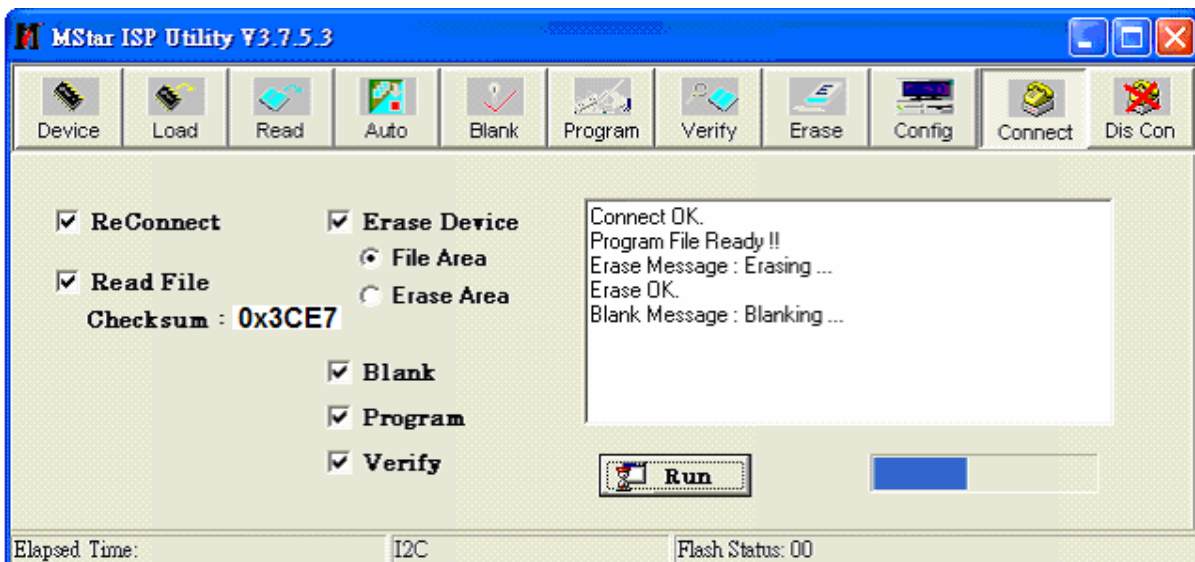 MStar ISP Utility V3.7.5.3
Device Load Read Auto Blank Program Verify Erase Config Connect Dis Con
ReConnect
Read File
Checksum : 0x3CE7
Erase Device
File Area
Erase Area
Blank
Program
Verify
Connect OK.
Program File Ready !!
Erase Message : Erasing ...
Erase OK.
Blank Message : Blanking ...
Run
Elapsed Time: I2C Flash Status: 00